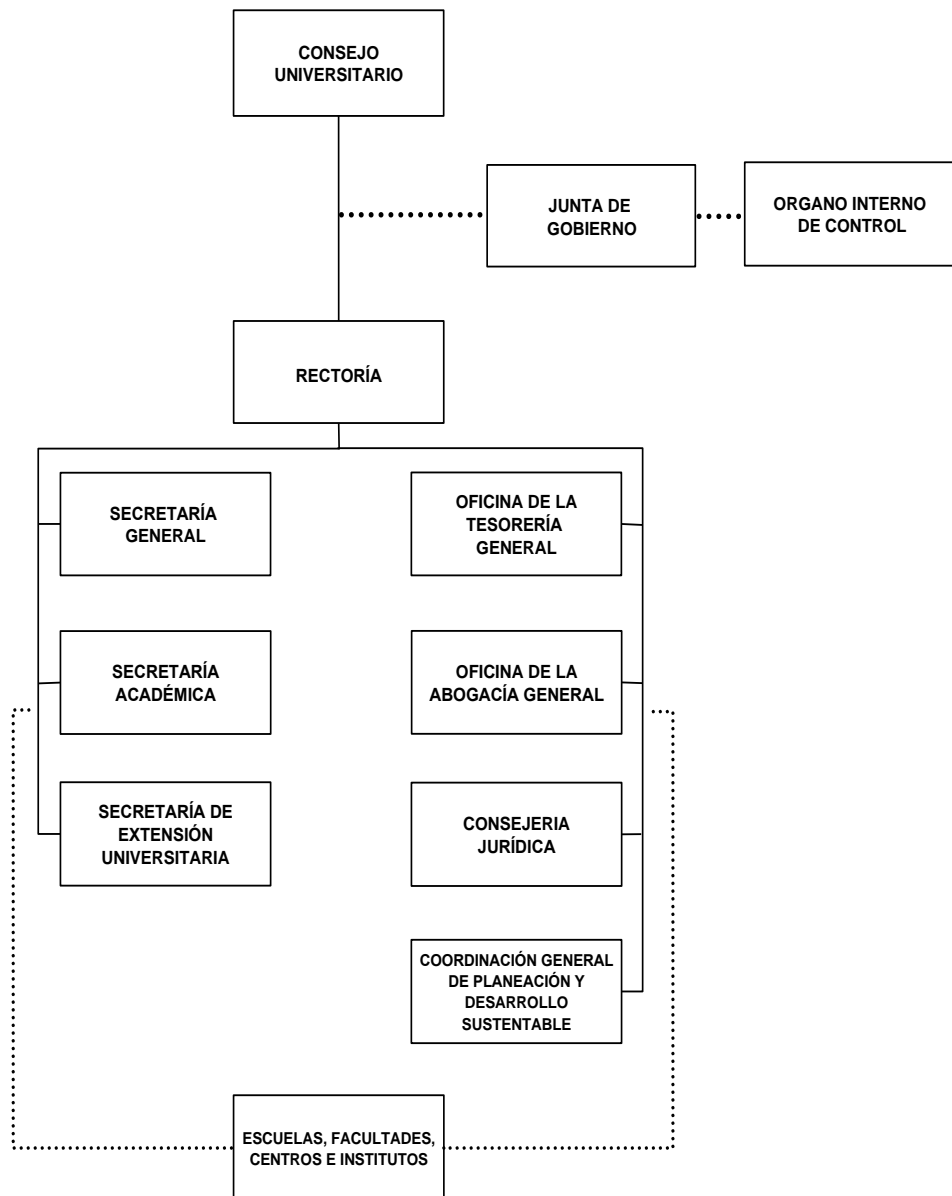 CONSEJO
UNIVERSITARIO
JUNTA DE
GOBIERNO
ORGANO INTERNO
DE CONTROL
RECTORÍA
SECRETARÍA
GENERAL
OFICINA DE LA
TESORERÍA
GENERAL
SECRETARÍA
ACADÉMICA
OFICINA DE LA
ABOGACÍA GENERAL
SECRETARÍA DE
EXTENSIÓN
UNIVERSITARIA
CONSEJERIA
JURÍDICA
COORDINACIÓN GENERAL
DE PLANEACIÓN Y
DESARROLLO
SUSTENTABLE
ESCUELAS, FACULTADES,
CENTROS E INSTITUTOS